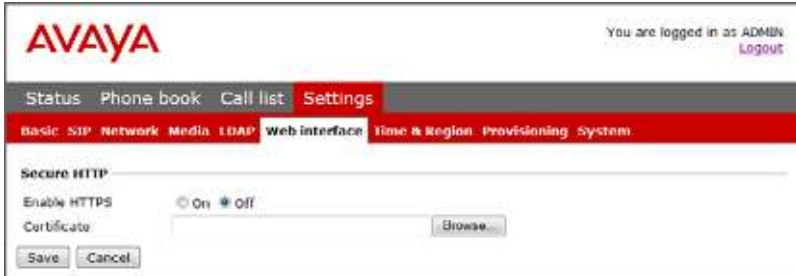 AVAYA
You are logged in as ADMIN
Logout
Status Phone book Call list Settings
Basic SIP Network Media LDAP Web interface Time & Region Provisioning System
Secure HTTP
Enable HTTPS On Off
Certificate Browse...
Save Cancel